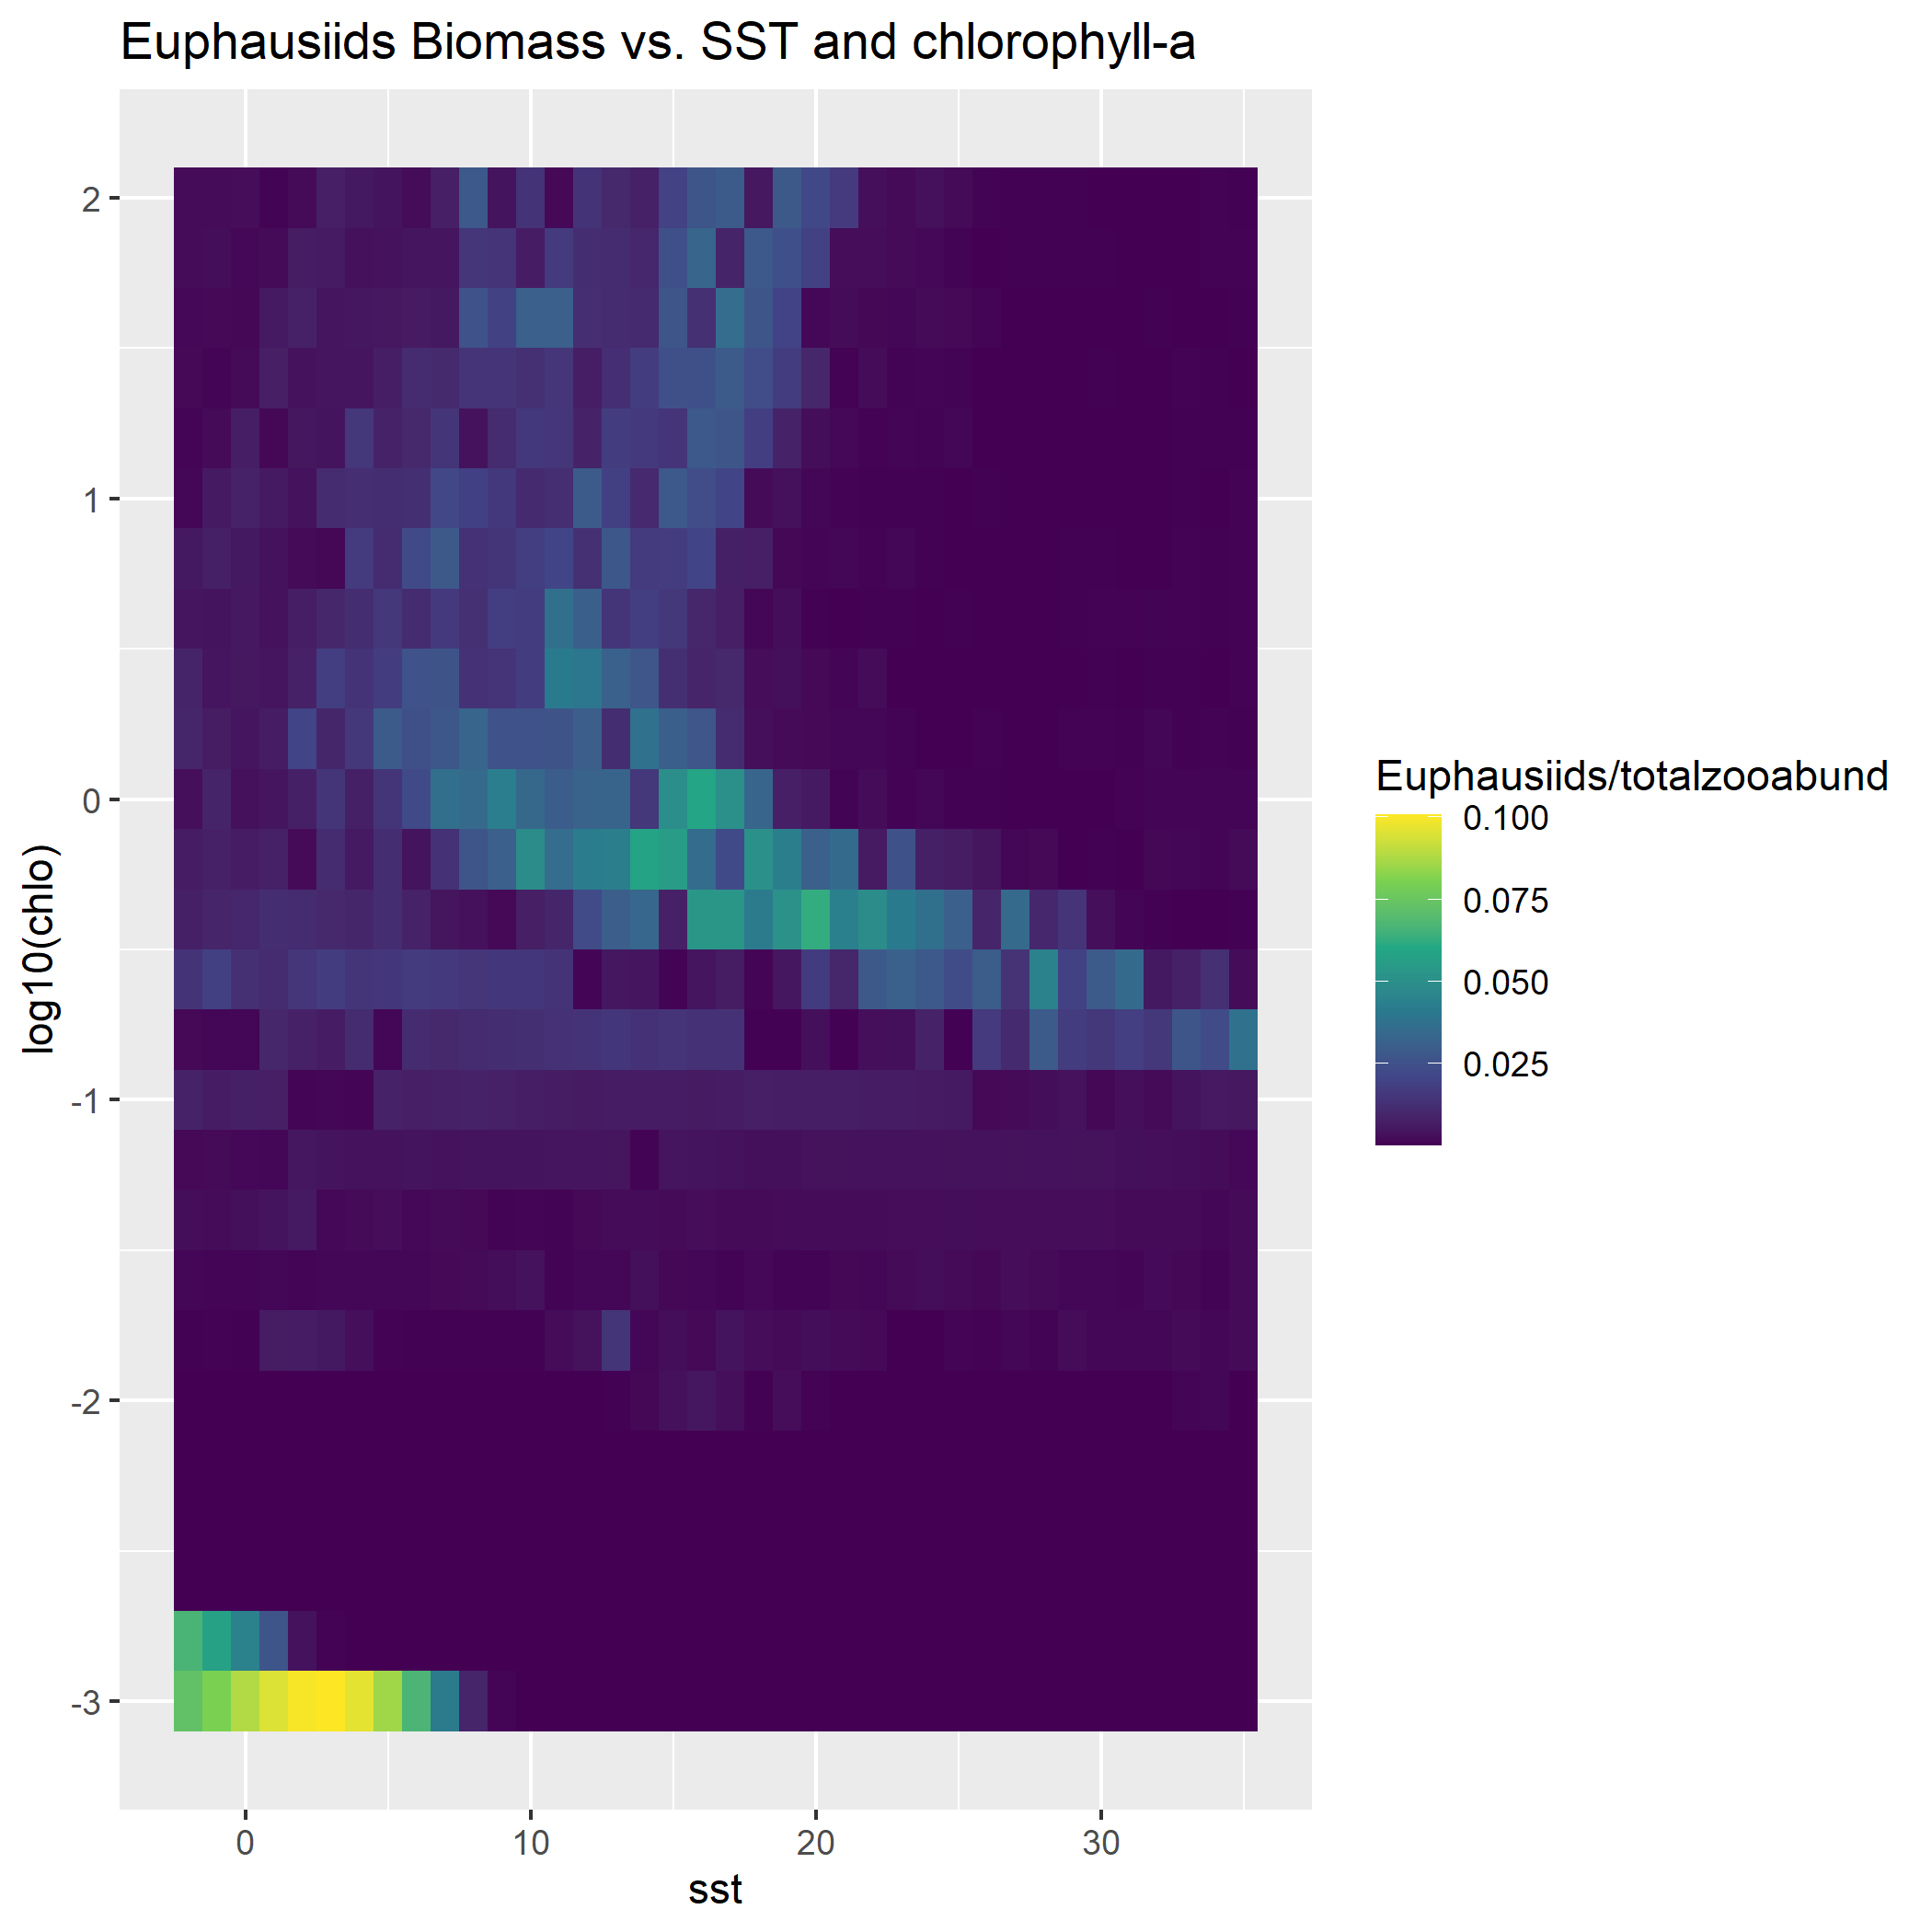 Euphausiids Biomass vs. SST and chlorophyll-a
log10(chlo)
2
1
0
-1
-2
-3
0 10 20 30
sst
Euphausiids/totalzooabund
0.100
0.075
0.050
0.025